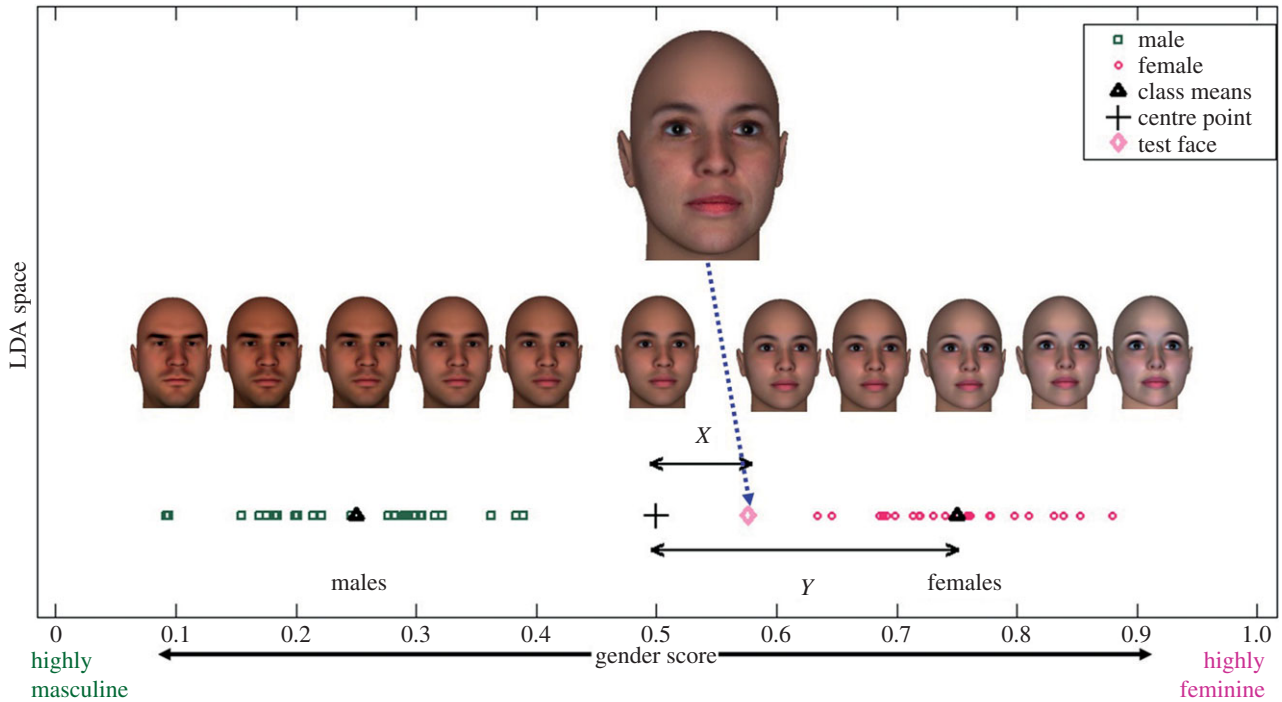 male
female
class means
centre point
test face
LDA space
X
Y
males
females
0 0.1 0.2 0.3 0.4 0.5 0.6 0.7 0.8 0.9 1.0
highly
masculine
gender score
highly
feminine